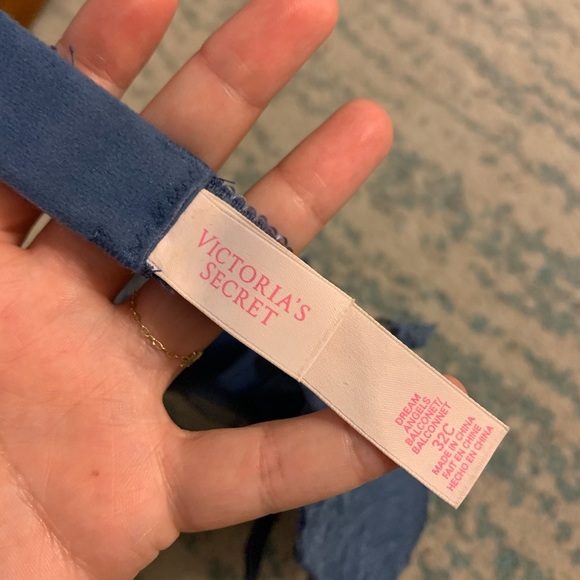 VICTORIA'S
SECRET
DREAM
ANGELS
BALCONET/
BALCONNET
32C
MADE IN CHINA
FAIT EN CHINE
HECHO EN CHINA